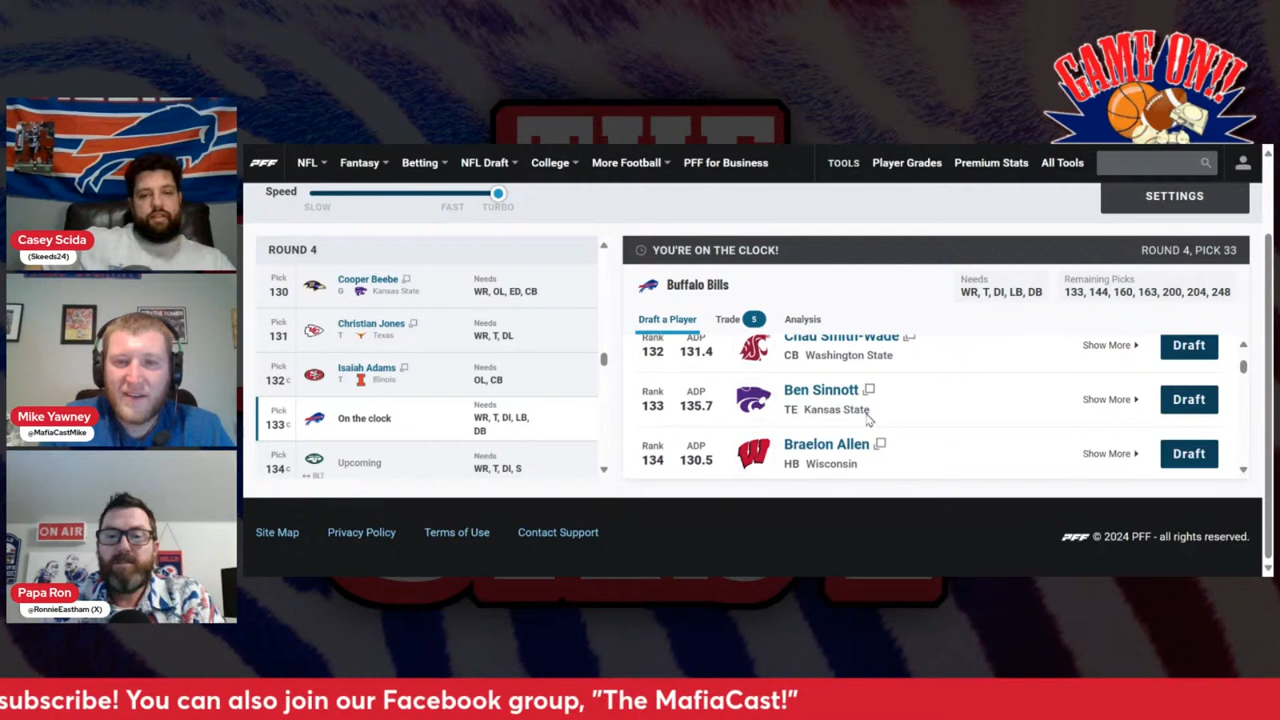 GAME ON!!
Casey Scida
(Skeeds24)
Mike Yawney
@MafiaCastMike
ON AIR
Papa Ron
@RonnieEastham (X)
PFF NFL Fantasy Betting NFL Draft College More Football PFF for Business TOOLS Player Grades Premium Stats All Tools
Speed
SLOW FAST TURBO
SETTINGS
ROUND 4
Pick 130 Cooper Beebe G Kansas State Needs WR, OL, ED, CB
Pick 131 Christian Jones T Texas Needs WR, T, DL
Pick 132 c Isaiah Adams T Illinois Needs OL, CB
Pick 133 c On the clock Needs WR, T, DI, LB, DB
Pick 134 c Upcoming Needs WR, T, DI, S
↔ BLT
YOU'RE ON THE CLOCK! ROUND 4, PICK 33
Buffalo Bills
Needs
WR, T, DI, LB, DB
Remaining Picks
133, 144, 160, 163, 200, 204, 248
Draft a Player Trade 5 Analysis
Rank 132 ADP 131.4 Chau Smith-Wade CB Washington State Show More Draft
Rank 133 ADP 135.7 Ben Sinnott TE Kansas State Show More Draft
Rank 134 ADP 130.5 Braelon Allen HB Wisconsin Show More Draft
Site Map Privacy Policy Terms of Use Contact Support
PFF © 2024 PFF - all rights reserved.
subscribe! You can also join our Facebook group, "The MafiaCast!"